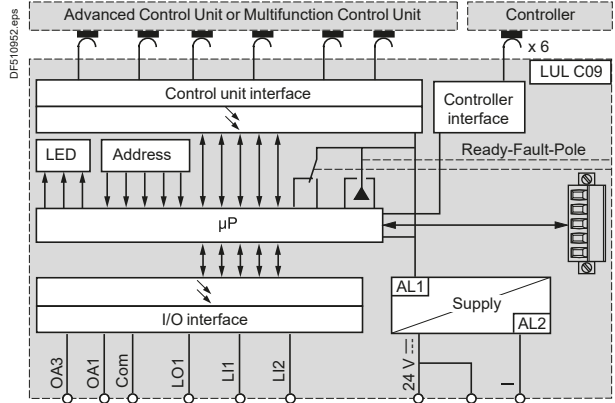 DF510952.eps
Advanced Control Unit or Multifunction Control Unit
Controller
x 6
LUL C09
Control unit interface
Controller
interface
LED
Address
Ready-Fault-Pole
µP
AL1
Supply
AL2
I/O interface
OA3
OA1
Com
LO1
LI1
LI2
24 V
I